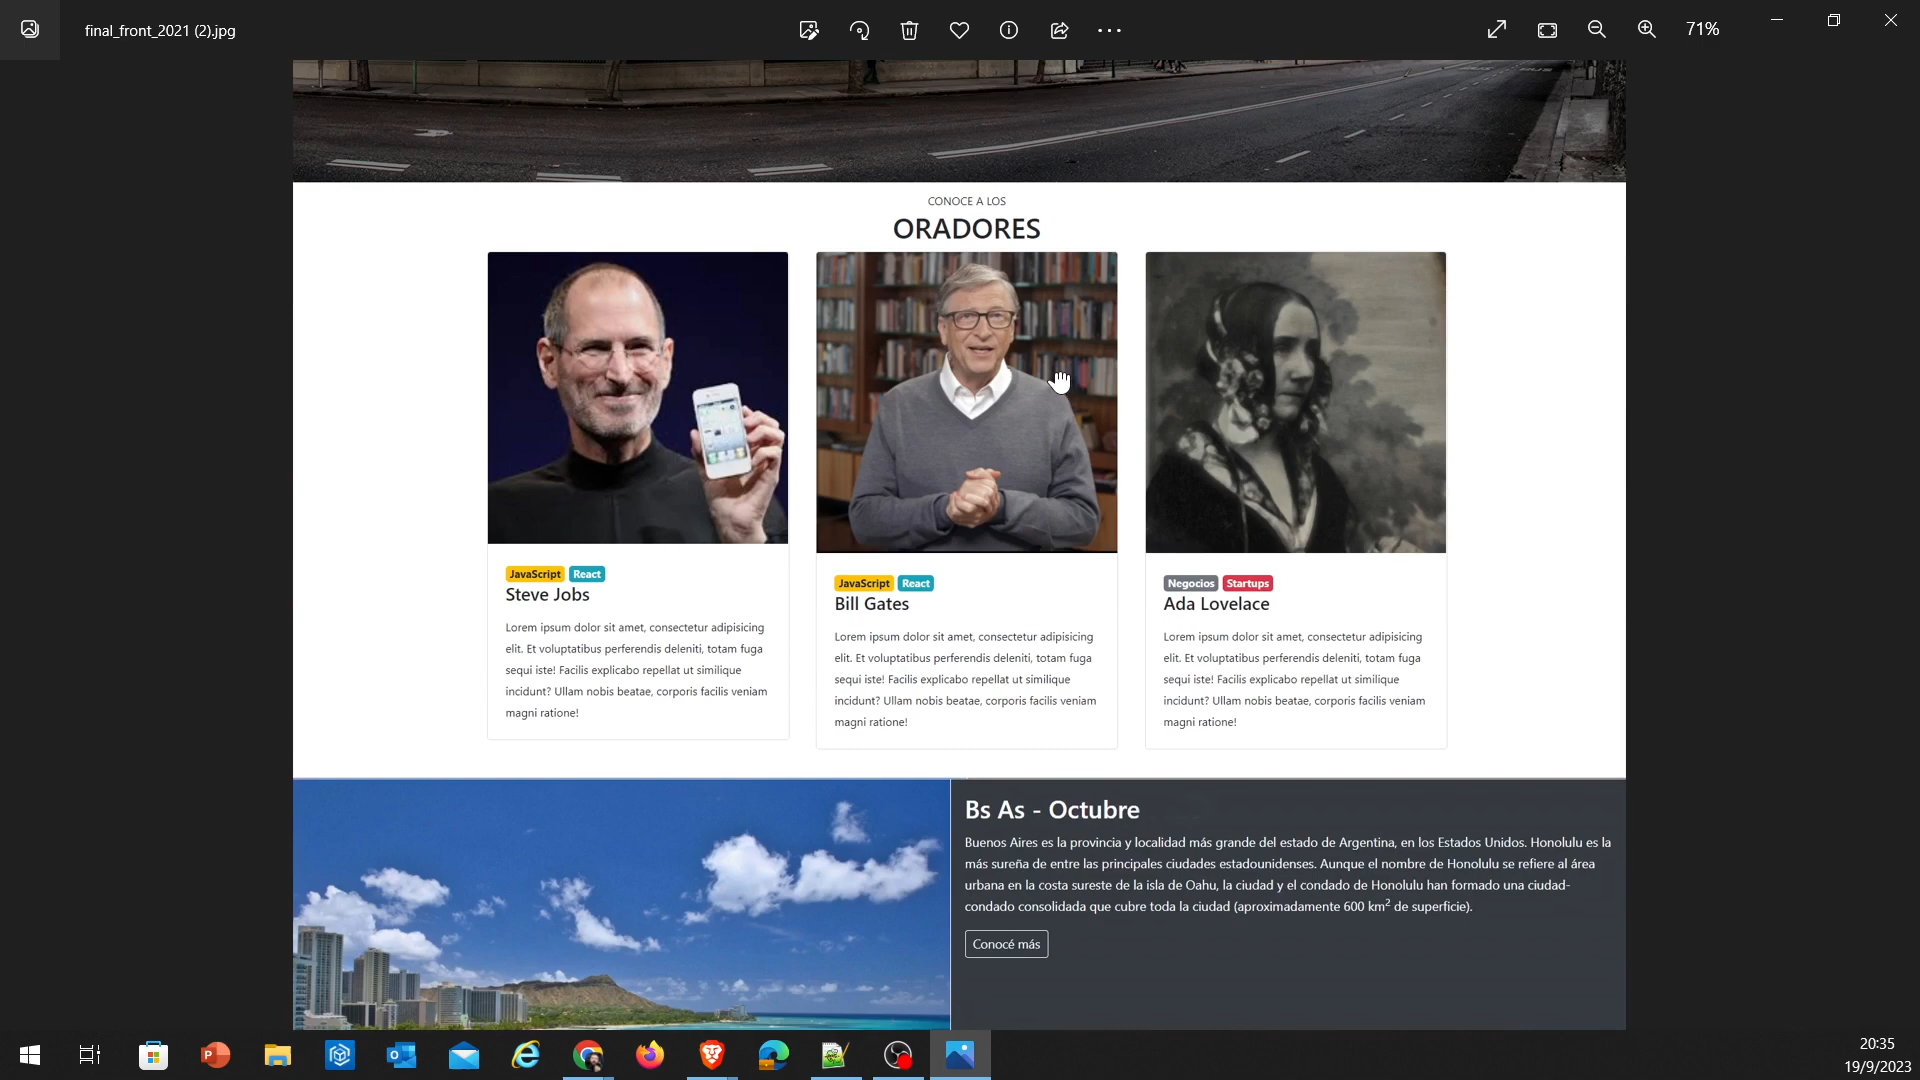 final_front_2021 (2).jpg
71%
CONOCE A LOS
ORADORES
JavaScript React
Steve Jobs
Lorem ipsum dolor sit amet, consectetur adipisicing
elit. Et voluptatibus perferendis deleniti, totam fuga
sequi iste! Facilis explicabo repellat ut similique
incidunt? Ullam nobis beatae, corporis facilis veniam
magni ratione!
JavaScript React
Bill Gates
Lorem ipsum dolor sit amet, consectetur adipisicing
elit. Et voluptatibus perferendis deleniti, totam fuga
sequi iste! Facilis explicabo repellat ut similique
incidunt? Ullam nobis beatae, corporis facilis veniam
magni ratione!
Negocios Startups
Ada Lovelace
Lorem ipsum dolor sit amet, consectetur adipisicing
elit. Et voluptatibus perferendis deleniti, totam fuga
sequi iste! Facilis explicabo repellat ut similique
incidunt? Ullam nobis beatae, corporis facilis veniam
magni ratione!
Bs As - Octubre
Buenos Aires es la provincia y localidad más grande del estado de Argentina, en los Estados Unidos. Honolulu es la
más sureña de entre las principales ciudades estadounidenses. Aunque el nombre de Honolulu se refiere al área
urbana en la costa sureste de la isla de Oahu, la ciudad y el condado de Honolulu han formado una ciudad-
condado consolidada que cubre toda la ciudad (aproximadamente 600 km² de superficie).
Conocé más
20:35
19/9/2023